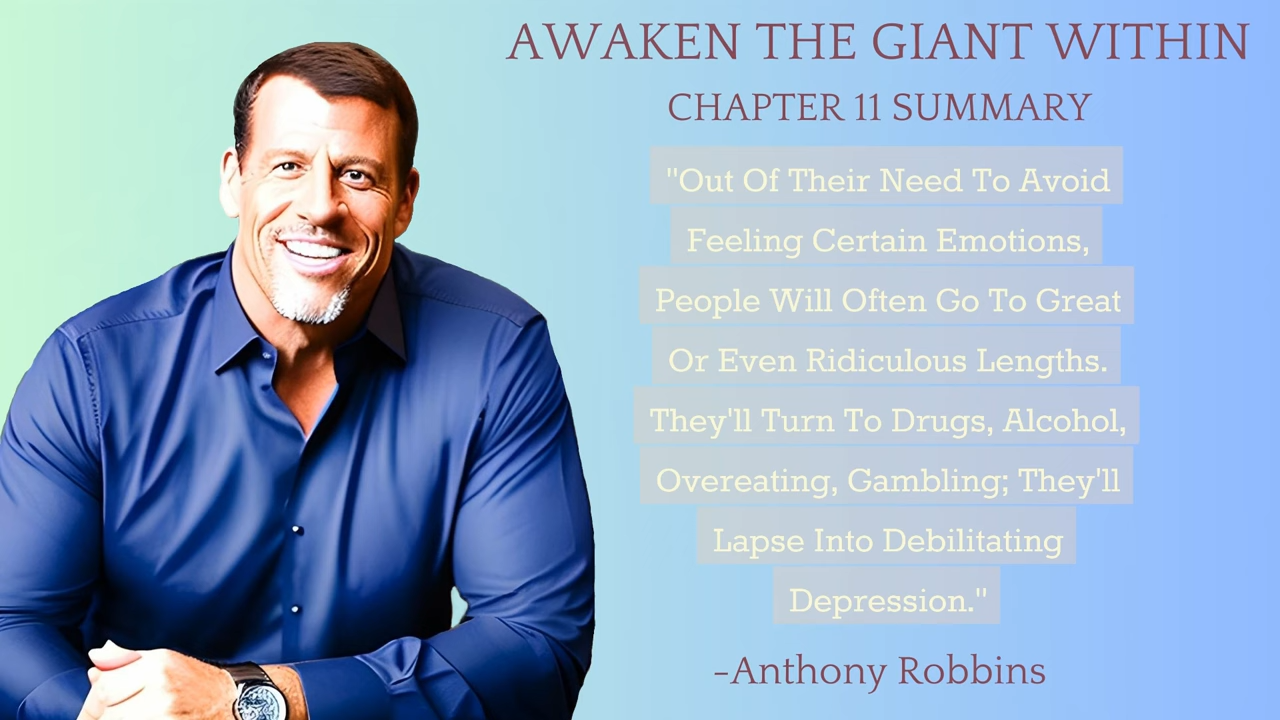 AWAKEN THE GIANT WITHIN
CHAPTER 11 SUMMARY
"Out Of Their Need To Avoid
Feeling Certain Emotions,
People Will Often Go To Great
Or Even Ridiculous Lengths.
They'll Turn To Drugs, Alcohol,
Overeating, Gambling; They'll
Lapse Into Debilitating
Depression."
-Anthony Robbins